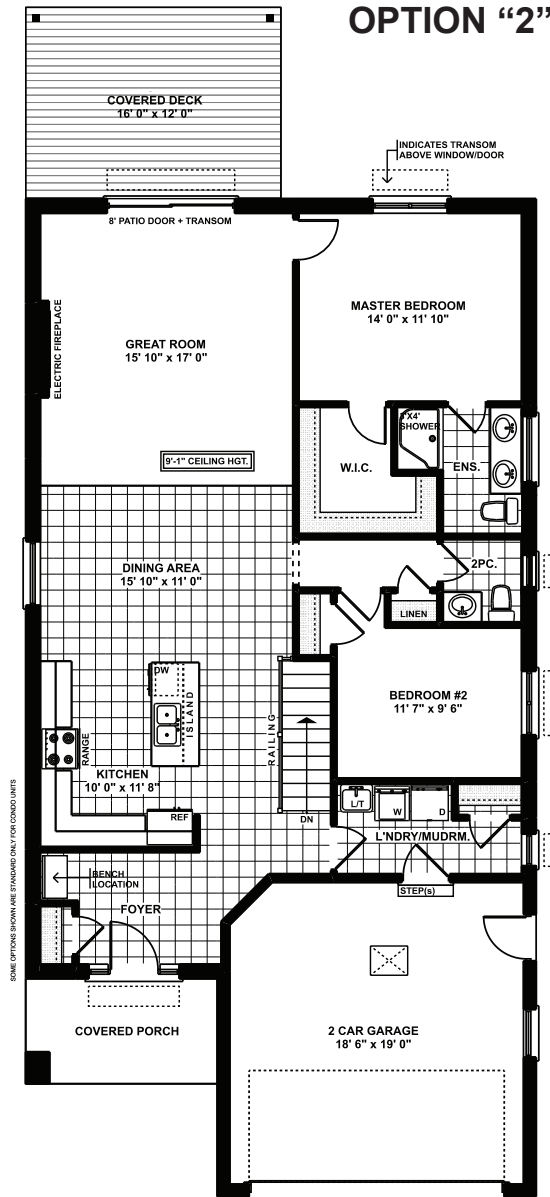 OPTION “2”
COVERED DECK
16' 0" x 12' 0"
INDICATES TRANSOM
ABOVE WINDOW/DOOR
8' PATIO DOOR + TRANSOM
MASTER BEDROOM
14' 0" x 11' 10"
ELECTRIC FIREPLACE
GREAT ROOM
15' 10" x 17' 0"
3'X4'
SHOWER
W.I.C.
ENS.
9'-1" CEILING HGT.
DINING AREA
15' 10" x 11' 0"
2PC.
LINEN
DW
ISLAND
BEDROOM #2
11' 7" x 9' 6"
RAILING
RANGE
KITCHEN
10' 0" x 11' 8"
REF
DN
L/T
W
D
L'NDRY/MUDRM.
BENCH
LOCATION
STEP(s)
FOYER
SOME OPTIONS SHOWN ARE STANDARD ONLY FOR CONDO UNITS
COVERED PORCH
2 CAR GARAGE
18' 6" x 19' 0"